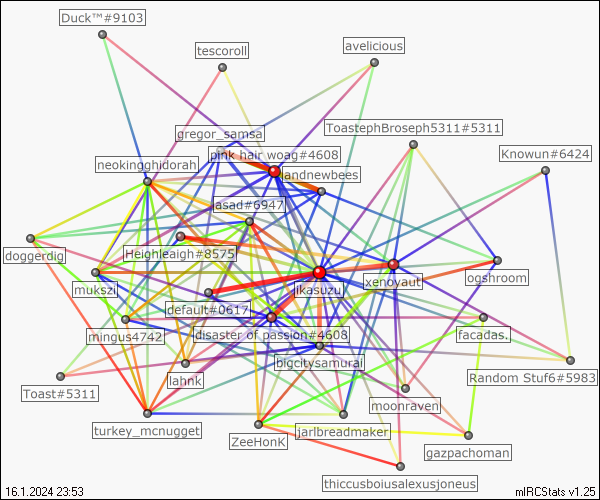 Duck™#9103
tescoroll
avelicious
gregor_samsa
ToastephBroseph5311#5311
pink hair woag#4608
Knowun#6424
neokingghidorah
landnewbees
jasad#6947
doggerdig
Heighleaigh#8575
mukszi
jikasuzu
xenoyaut
ogshroom
default#0617
mingus4742
disaster of passion#4608
facadas.
bigcitysamurai
lahnk
Random Stuf6#5983
Toast#5311
moonraven
turkey_mcnugget
ZeeHonK
jarlbreadmaker
gazpachoman
thiccusboiusalexusjoneus
16.1.2024 23:53
mIRCStats v1.25